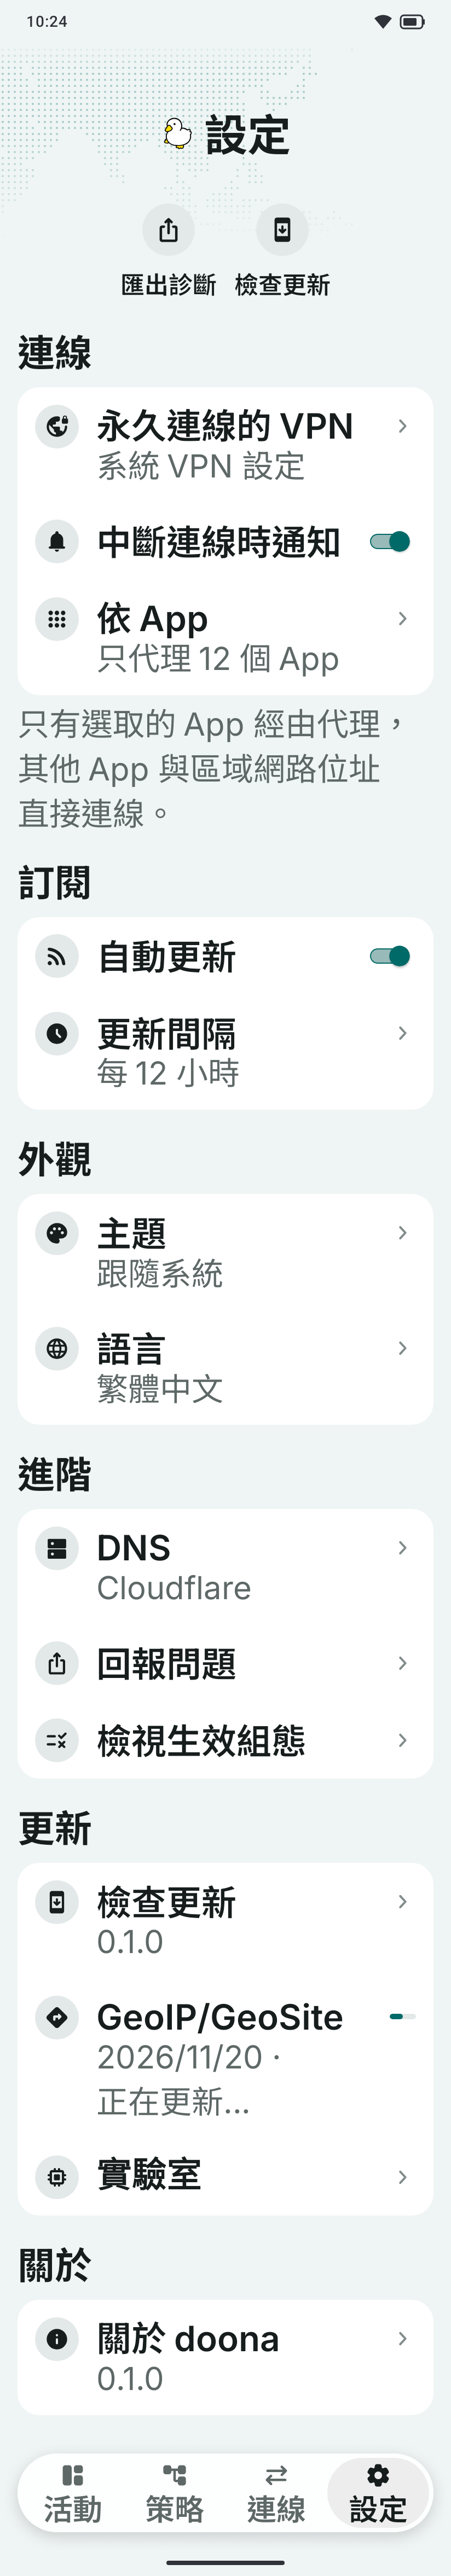 10:24
設定
匯出診斷
檢查更新
連線
永久連線的 VPN
系統 VPN 設定
中斷連線時通知
依 App
只代理 12 個 App
只有選取的 App 經由代理，
其他 App 與區域網路位址
直接連線。
訂閱
自動更新
更新間隔
每 12 小時
外觀
主題
跟隨系統
語言
繁體中文
進階
DNS
Cloudflare
回報問題
檢視生效組態
更新
檢查更新
0.1.0
GeoIP/GeoSite
2026/11/20 ·
正在更新…
實驗室
關於
關於 doona
0.1.0
活動
策略
連線
設定